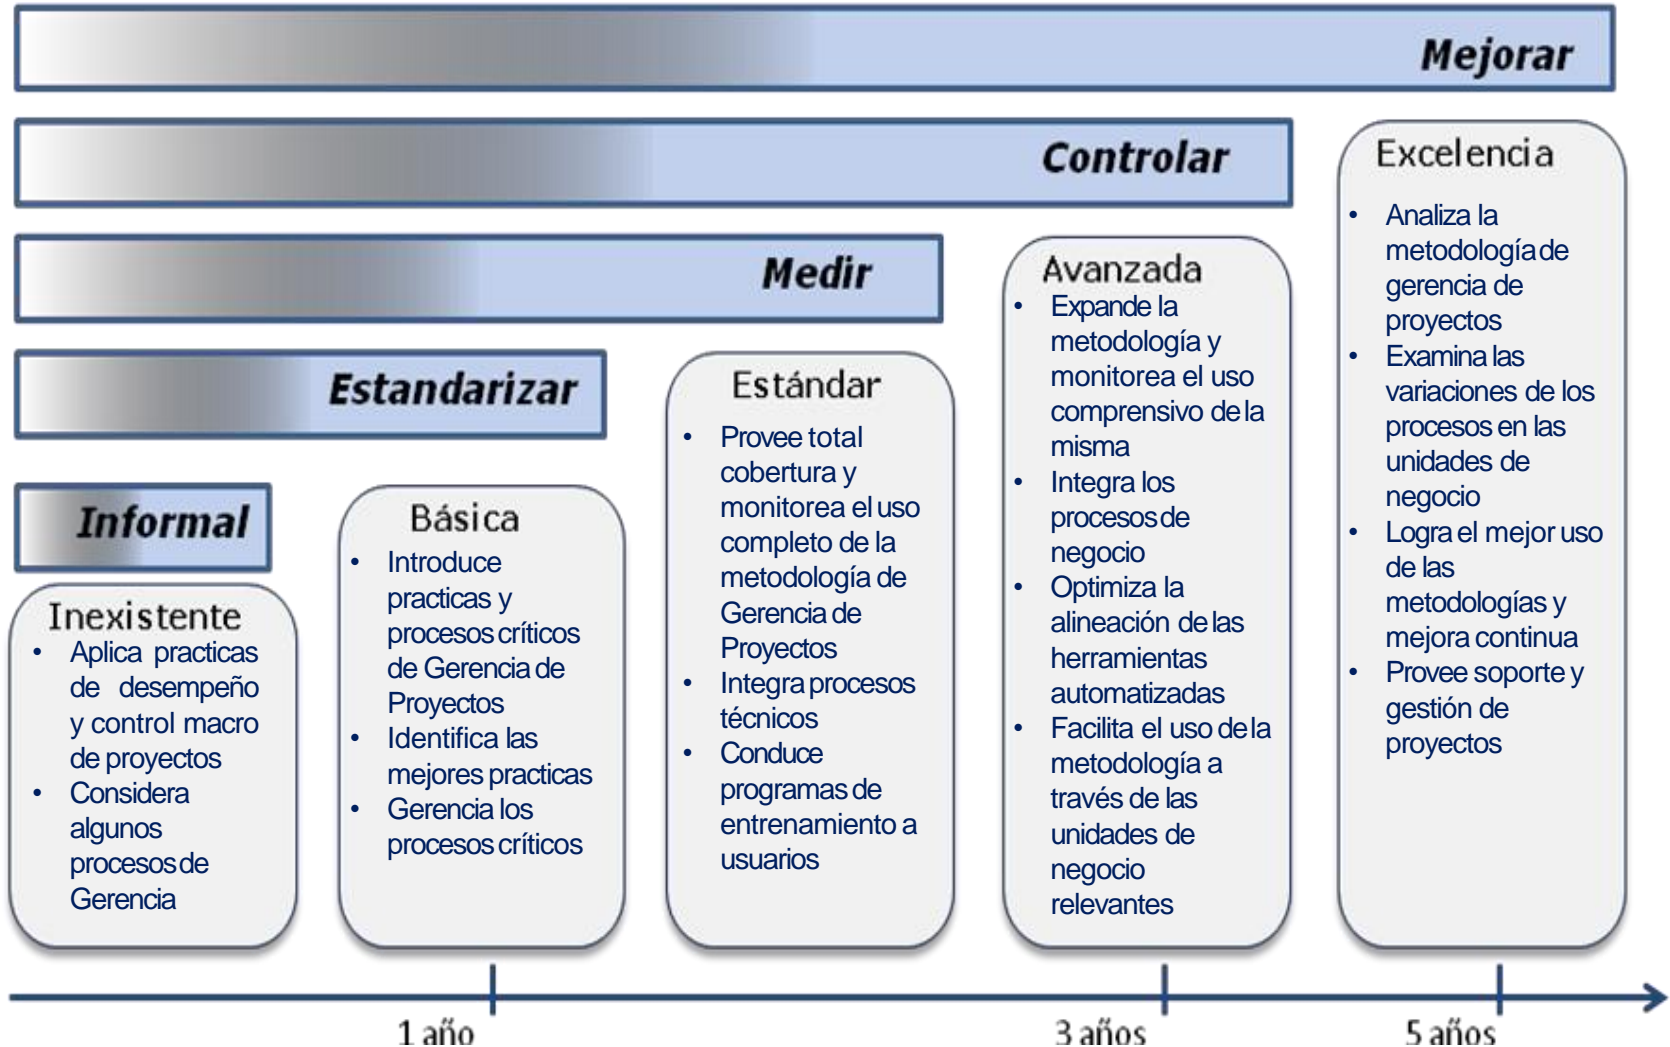 Mejorar
Controlar
Medir
Estandarizar
Informal
Inexistente
• Aplica practicas
de desempeño
y control macro
de proyectos
• Considera
algunos
procesos de
Gerencia
Básica
• Introduce
practicas y
procesos críticos
de Gerencia de
Proyectos
• Identifica las
mejores practicas
• Gerencia los
procesos críticos
Estándar
• Provee total
cobertura y
monitorea el uso
completo de la
metodología de
Gerencia de
Proyectos
• Integra procesos
técnicos
• Conduce
programas de
entrenamiento a
usuarios
Avanzada
• Expande la
metodología y
monitorea el uso
comprensivo de la
misma
• Integra los
procesos de
negocio
• Optimiza la
alineación de las
herramientas
automatizadas
• Facilita el uso de la
metodología a
través de las
unidades de
negocio
relevantes
Excelencia
• Analiza la
metodología de
gerencia de
proyectos
• Examina las
variaciones de los
procesos en las
unidades de
negocio
• Logra el mejor uso
de las
metodologías y
mejora continua
• Provee soporte y
gestión de
proyectos
1 año
3 años
5 años